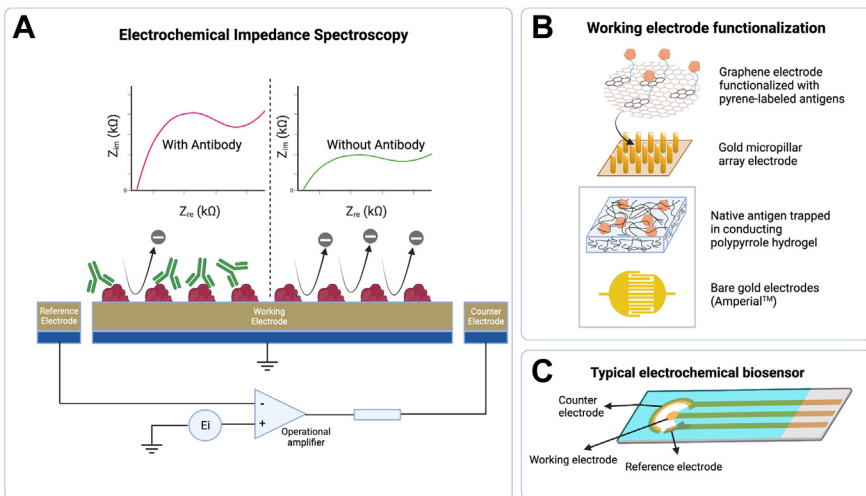 A
Electrochemical Impedance Spectroscopy
Zim (kΩ)
With Antibody
0
Zre (kΩ)
Zim (kΩ)
Without Antibody
0
Zre (kΩ)
Reference
Electrode
Working
Electrode
Counter
Electrode
-
+
Ei
Operational
amplifier
B
Working electrode functionalization
Graphene electrode
functionalized with
pyrene-labeled antigens
Gold micropillar
array electrode
Native antigen trapped
in conducting
polypyrrole hydrogel
Bare gold electrodes
(Amperial™)
C
Typical electrochemical biosensor
Counter
electrode
Working electrode
Reference electrode